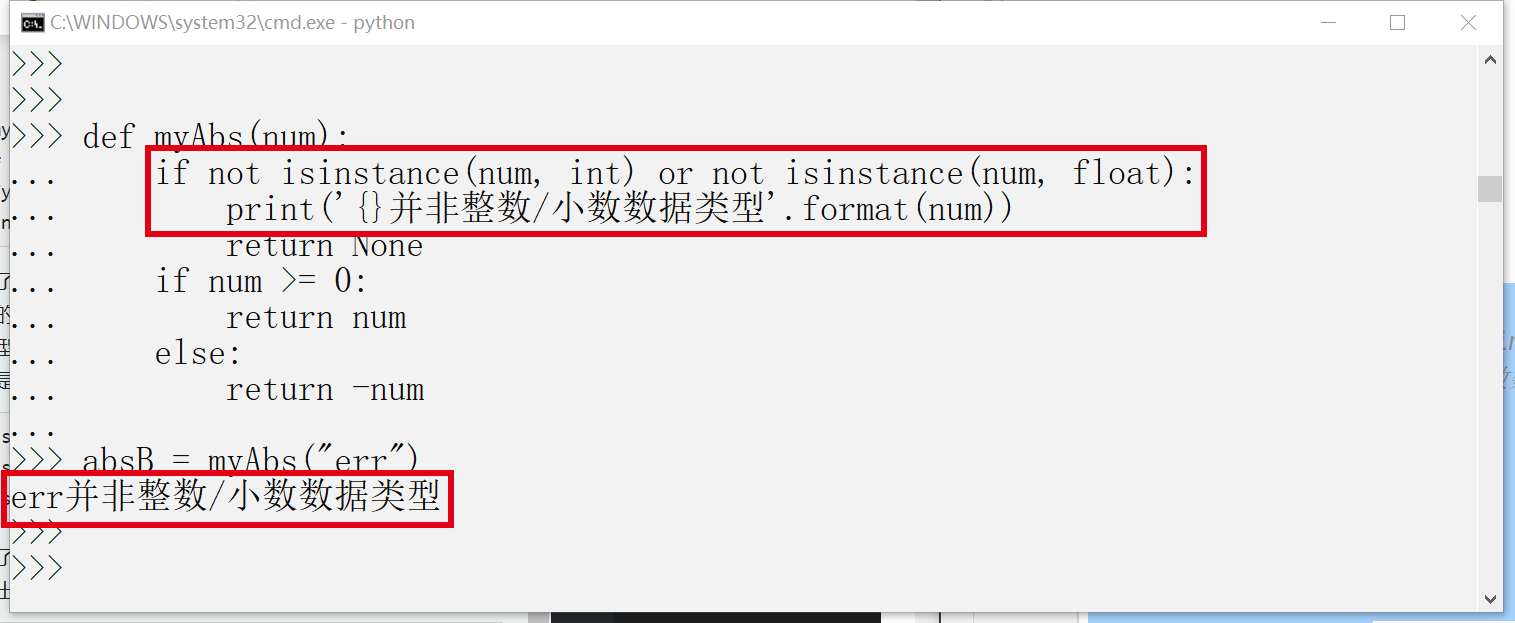 C:\WINDOWS\system32\cmd.exe - python
>>>
>>>
>>> def myAbs(num):
...     if not isinstance(num, int) or not isinstance(num, float):
...         print('{}并非整数/小数数据类型'.format(num))
...         return None
...     if num >= 0:
...         return num
...     else:
...         return -num
...
>>> absB = myAbs("err")
err并非整数/小数数据类型
>>>
>>>